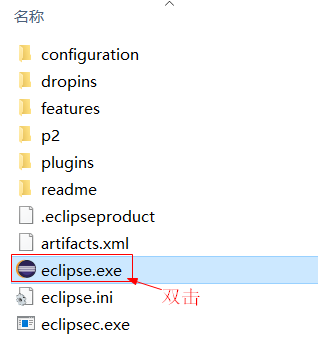 名称
configuration
dropins
features
p2
plugins
readme
.eclipseproduct
artifacts.xml
eclipse.exe
双击
eclipse.ini
eclipsec.exe